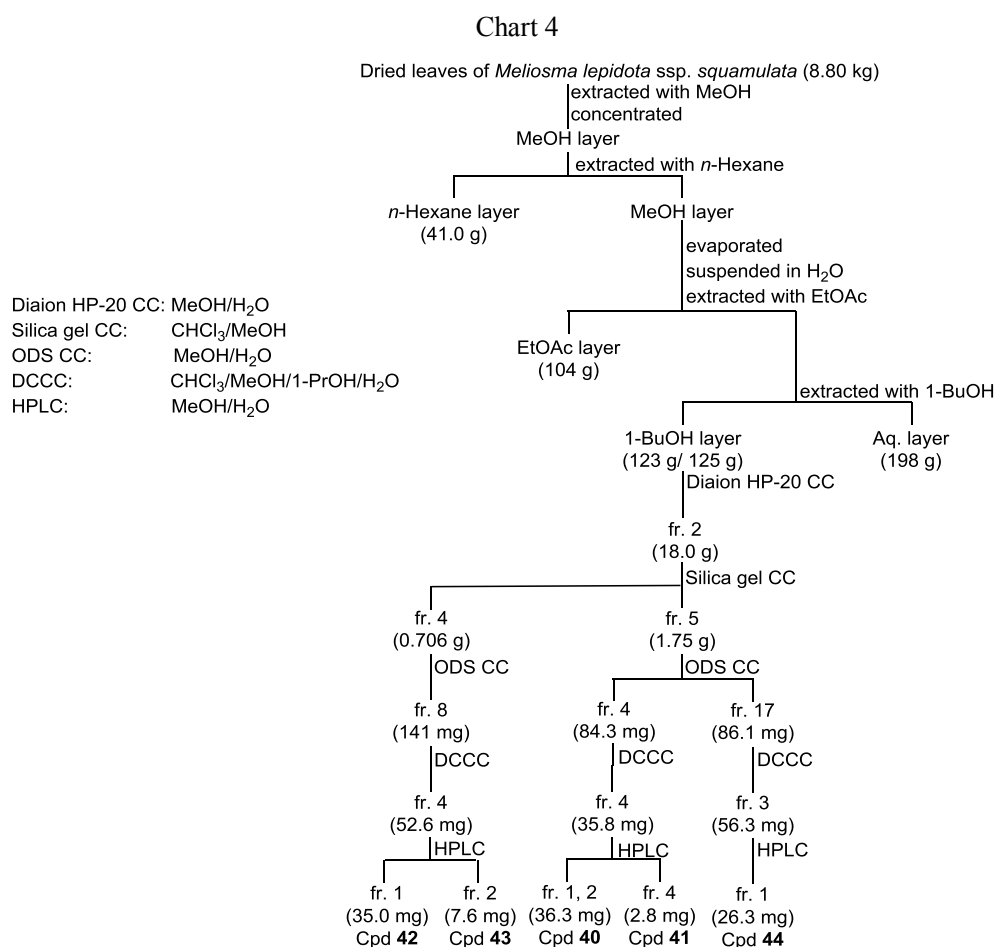 Chart 4
Dried leaves of Meliosma lepidota ssp. squamulata (8.80 kg)
extracted with MeOH
concentrated
MeOH layer
extracted with n-Hexane
n-Hexane layer
(41.0 g)
MeOH layer
evaporated
suspended in H₂O
extracted with EtOAc
Diaion HP-20 CC: MeOH/H₂O
Silica gel CC: CHCl₃/MeOH
ODS CC: MeOH/H₂O
DCCC: CHCl₃/MeOH/1-PrOH/H₂O
HPLC: MeOH/H₂O
EtOAc layer
(104 g)
extracted with 1-BuOH
1-BuOH layer
(123 g/ 125 g)
Aq. layer
(198 g)
Diaion HP-20 CC
fr. 2
(18.0 g)
Silica gel CC
fr. 4
(0.706 g)
fr. 5
(1.75 g)
ODS CC
ODS CC
fr. 8
(141 mg)
fr. 4
(84.3 mg)
fr. 17
(86.1 mg)
DCCC
DCCC
DCCC
fr. 4
(52.6 mg)
fr. 4
(35.8 mg)
fr. 3
(56.3 mg)
HPLC
HPLC
HPLC
fr. 1
(35.0 mg)
Cpd 42
fr. 2
(7.6 mg)
Cpd 43
fr. 1, 2
(36.3 mg)
Cpd 40
fr. 4
(2.8 mg)
Cpd 41
fr. 1
(26.3 mg)
Cpd 44